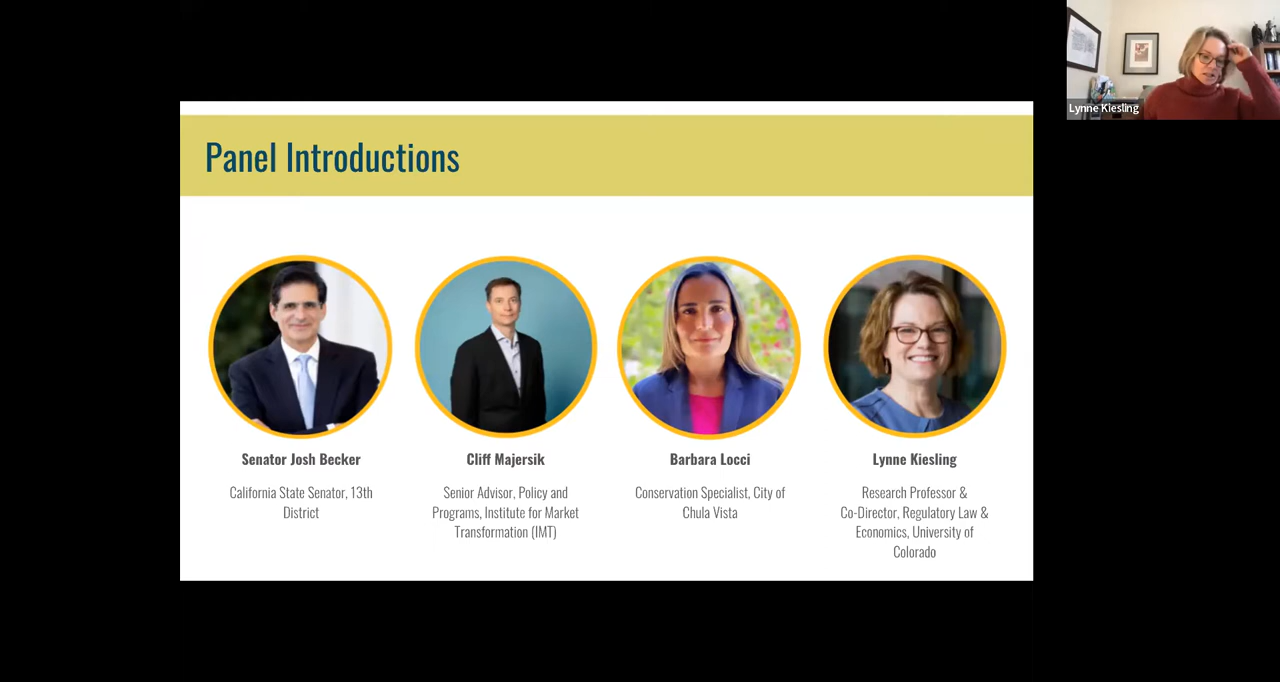 Lynne Kiesling
Panel Introductions
Senator Josh Becker
California State Senator, 13th
District
Cliff Majersik
Senior Advisor, Policy and
Programs, Institute for Market
Transformation (IMT)
Barbara Locci
Conservation Specialist, City of
Chula Vista
Lynne Kiesling
Research Professor &
Co-Director, Regulatory Law &
Economics, University of
Colorado